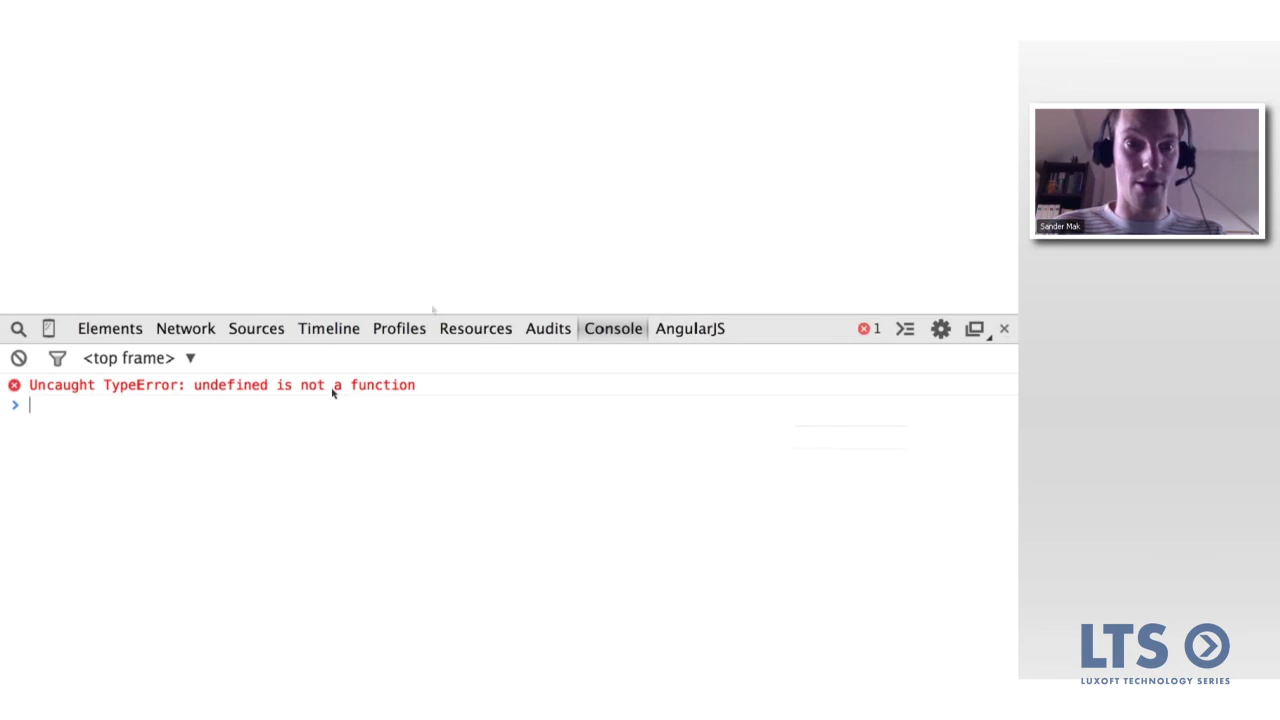 Elements Network Sources Timeline Profiles Resources Audits Console AngularJS 1
<top frame> ▼
Uncaught TypeError: undefined is not a function
>
Sander Mak
LTS
LUXOFT TECHNOLOGY SERIES